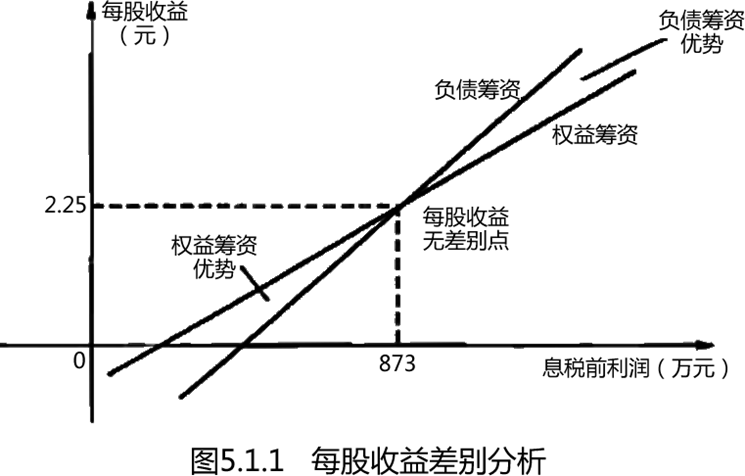 每股收益
（元）
负债筹资
优势
负债筹资
权益筹资
2.25
每股收益
无差别点
权益筹资
优势
0
873
息税前利润（万元）
图5.1.1 每股收益差别分析